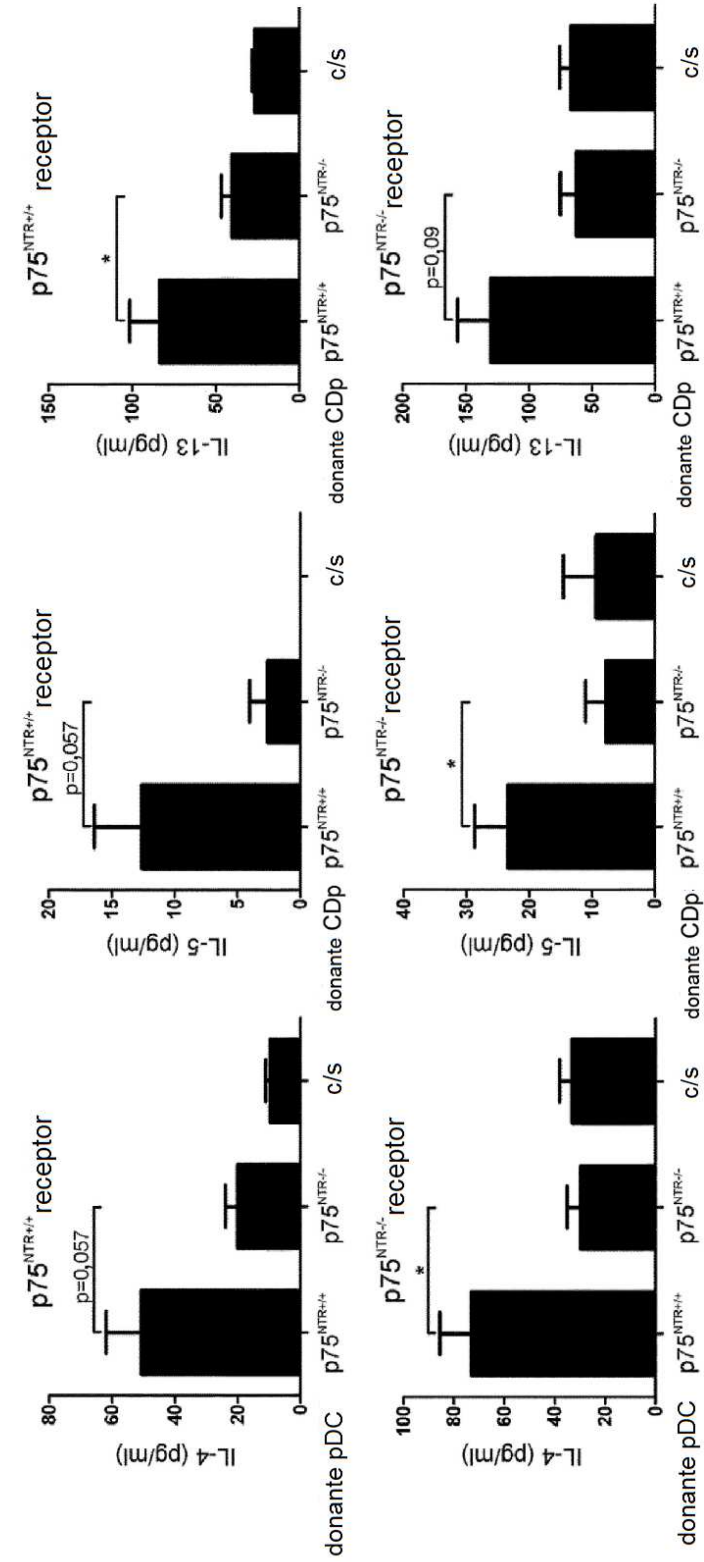 p75NTR+/+ receptor
p=0,057
IL-4 (pg/ml)
80
60
40
20
0
donante pDC
p75NTR+/+
p75NTR-/-
c/s
p75NTR+/+ receptor
p=0,057
IL-5 (pg/ml)
20
15
10
5
0
donante CDp
p75NTR+/+
p75NTR-/-
c/s
p75NTR+/+ receptor
*
IL-13 (pg/ml)
150
100
50
0
donante CDp
p75NTR+/+
p75NTR-/-
c/s
p75NTR-/- receptor
*
IL-4 (pg/ml)
100
80
60
40
20
0
donante pDC
p75NTR+/+
p75NTR-/-
c/s
p75NTR-/- receptor
*
IL-5 (pg/ml)
40
30
20
10
0
donante CDp
p75NTR+/+
p75NTR-/-
c/s
p75NTR-/- receptor
p=0,09
IL-13 (pg/ml)
200
150
100
50
0
donante CDp
p75NTR+/+
p75NTR-/-
c/s